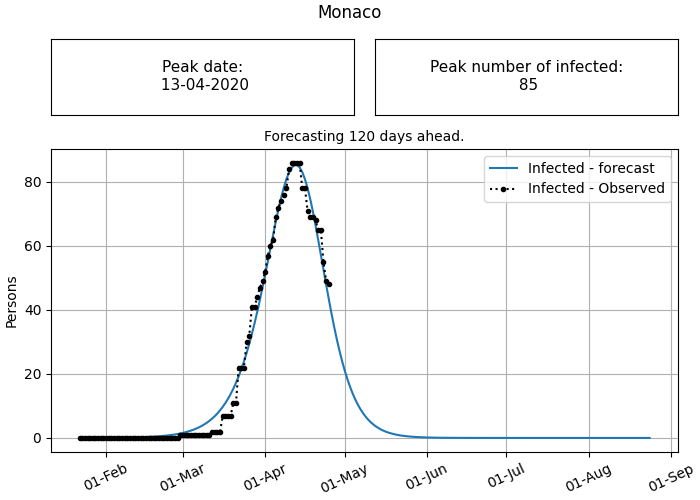 Monaco
Peak date:
13-04-2020
Peak number of infected:
85
Forecasting 120 days ahead.
Infected - forecast
Infected - Observed
Persons
80
60
40
20
0
01-Feb
01-Mar
01-Apr
01-May
01-Jun
01-Jul
01-Aug
01-Sep